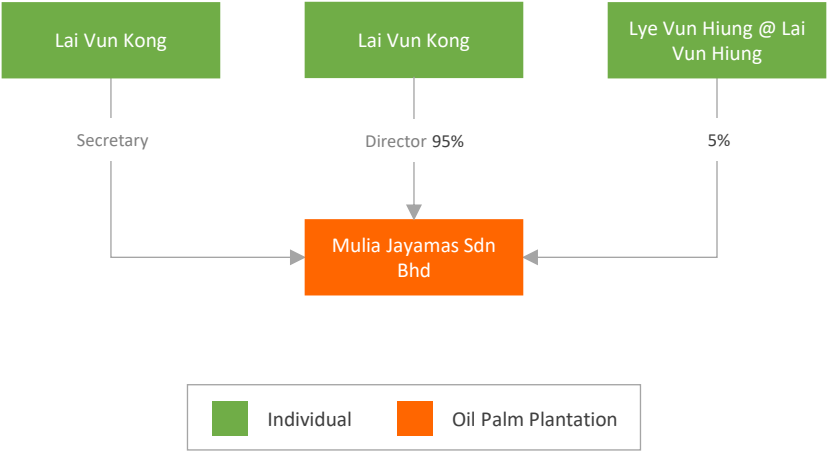 Lai Vun Kong
Lai Vun Kong
Lye Vun Hiung @ Lai
Vun Hiung
Secretary
Director 95%
5%
Mulia Jayamas Sdn
Bhd
Individual
Oil Palm Plantation